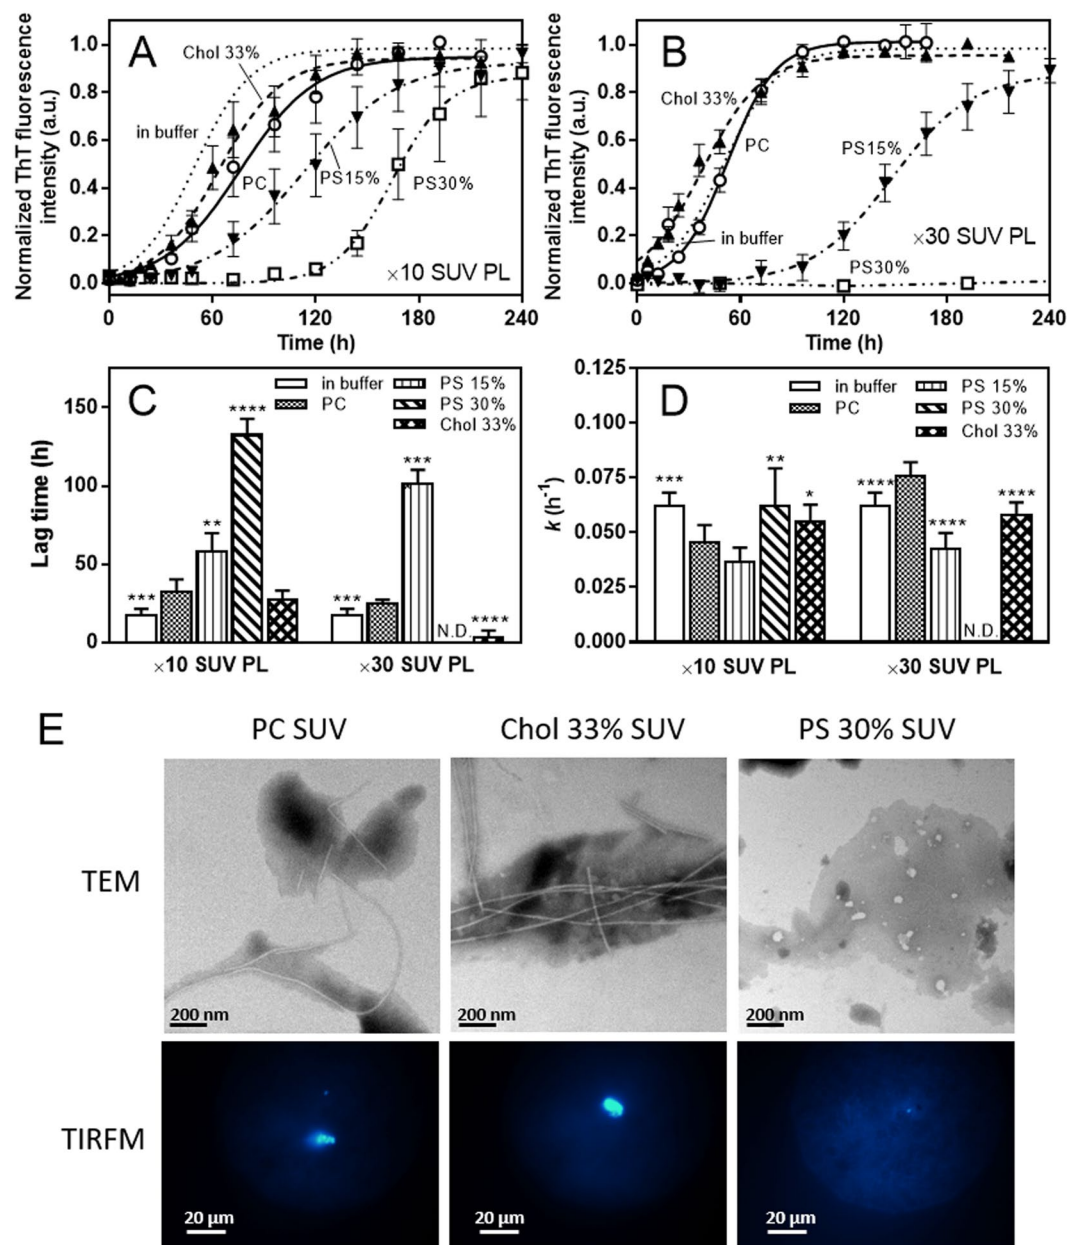 A
Normalized ThT fluorescence
intensity (a.u.)
1.0
0.8
0.6
0.4
0.2
0.0
Chol 33%
in buffer
PC
PS15%
PS30%
×10 SUV PL
0 60 120 180 240
Time (h)
B
Normalized ThT fluorescence
intensity (a.u.)
1.0
0.8
0.6
0.4
0.2
0.0
Chol 33%
PC
PS15%
in buffer
×30 SUV PL
PS30%
0 60 120 180 240
Time (h)
C
Lag time (h)
150
100
50
0
in buffer
PC
PS 15%
PS 30%
Chol 33%
***
**
****
***
***
N.D.
****
×10 SUV PL
×30 SUV PL
D
k (h-1)
0.125
0.100
0.075
0.050
0.025
0.000
in buffer
PC
PS 15%
PS 30%
Chol 33%
***
**
*
****
****
N.D.
****
×10 SUV PL
×30 SUV PL
E
PC SUV
Chol 33% SUV
PS 30% SUV
TEM
200 nm
200 nm
200 nm
TIRFM
20 µm
20 µm
20 µm